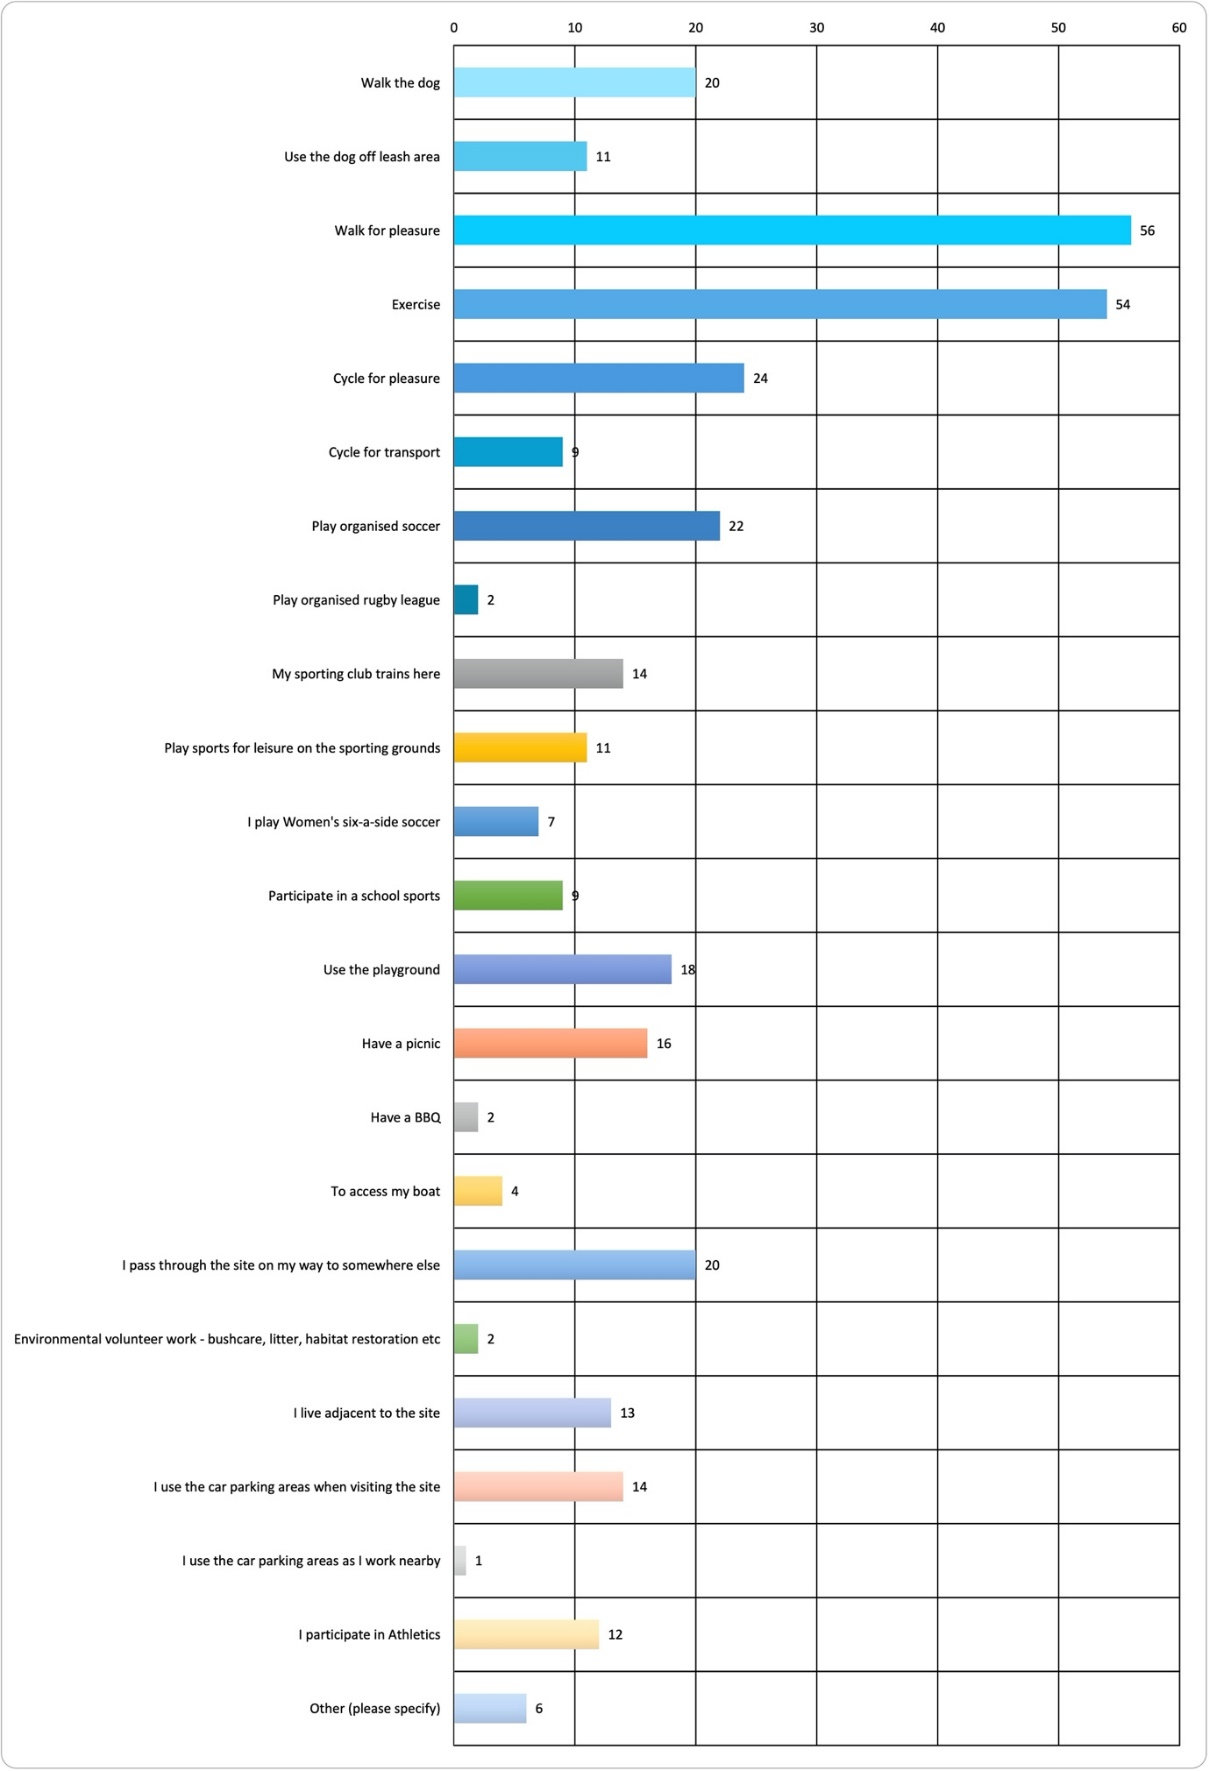 0 10 20 30 40 50 60
Walk the dog 20
Use the dog off leash area 11
Walk for pleasure 56
Exercise 54
Cycle for pleasure 24
Cycle for transport 9
Play organised soccer 22
Play organised rugby league 2
My sporting club trains here 14
Play sports for leisure on the sporting grounds 11
I play Women's six-a-side soccer 7
Participate in a school sports 9
Use the playground 18
Have a picnic 16
Have a BBQ 2
To access my boat 4
I pass through the site on my way to somewhere else 20
Environmental volunteer work - bushcare, litter, habitat restoration etc 2
I live adjacent to the site 13
I use the car parking areas when visiting the site 14
I use the car parking areas as I work nearby 1
I participate in Athletics 12
Other (please specify) 6